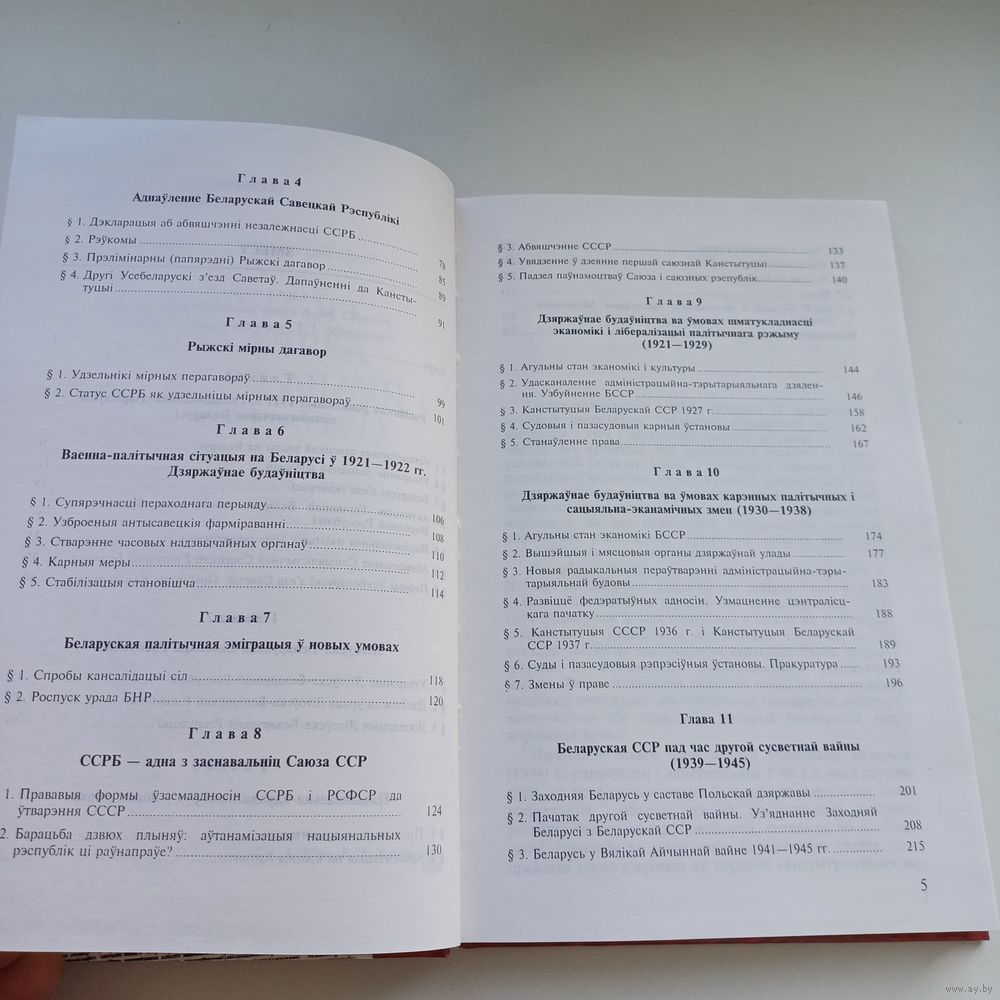 Глава 4
Аднаўленне Беларускай Савецкай Рэспублікі
§ 1. Дэкларацыя аб абвяшчэнні незалежнасці ССРБ
§ 2. Рэўкомы 78
§ 3. Прэлімінарны (папярэдні) Рыжскі дагавор 85
§ 4. Другі Усебеларускі з'езд Саветаў. Дапаўненні да Кансты- 89
туцыі 91
Глава 5
Рыжскі мірны дагавор
§ 1. Удзельнікі мірных перагавораў 99
§ 2. Статус ССРБ як удзельніцы мірных перагавораў 101
Глава 6
Ваенна-палітычная сітуацыя на Беларусі ў 1921—1922 гг.
Дзяржаўнае будаўніцтва
§ 1. Супярэчнасці пераходнага перыяду 106
§ 2. Узброеныя антысавецкія фарміраванні 108
§ 3. Стварэнне часовых надзвычайных органаў 110
§ 4. Карныя меры 112
§ 5. Стабілізацыя становішча 114
Глава 7
Беларуская палітычная эміграцыя ў новых умовах
§ 1. Спробы кансалідацыі сіл 118
§ 2. Роспуск урада БНР 120
Глава 8
ССРБ — адна з заснавальніц Саюза ССР
1. Прававыя формы ўзаемаадносін ССРБ і РСФСР да
ўтварэння СССР 124
2. Барацьба дзвюх плыняў: аўтанамізацыя нацыянальных
рэспублік ці раўнапраўе? 130
§ 3. Абвяшчэнне СССР 133
§ 4. Увядзенне ў дзеянне першай саюзнай Канстытуцыі 137
§ 5. Падзел паўнамоцтваў Саюза і саюзных рэспублік 140
Глава 9
Дзяржаўнае будаўніцтва ва ўмовах шматукладнасці
эканомікі і лібералізацыі палітычнага рэжыму
(1921—1929)
§ 1. Агульны стан эканомікі і культуры 144
§ 2. Удасканаленне адміністрацыйна-тэрытарыяльнага дзялен-
ня. Узбуйненне БССР 146
§ 3. Канстытуцыя Беларускай ССР 1927 г. 158
§ 4. Судовыя і пазасудовыя карныя ўстановы 162
§ 5. Станаўленне права 167
Глава 10
Дзяржаўнае будаўніцтва ва ўмовах карэнных палітычных і
сацыяльна-эканамічных змен (1930—1938)
§ 1. Агульны стан эканомікі БССР 174
§ 2. Вышэйшыя і мясцовыя органы дзяржаўнай улады 177
§ 3. Новыя радыкальныя пераўтварэнні адміністрацыйна-тэры-
тарыяльнай будовы 183
§ 4. Развіццё федэратыўных адносін. Узмацненне цэнтралісц-
кага пачатку 188
§ 5. Канстытуцыя СССР 1936 г. і Канстытуцыя Беларускай
ССР 1937 г. 189
§ 6. Суды і пазасудовыя рэпрэсіўныя ўстановы. Пракуратура 193
§ 7. Змены ў праве 196
Глава 11
Беларуская ССР пад час другой сусветнай вайны
(1939—1945)
§ 1. Заходняя Беларусь у саставе Польскай дзяржавы 201
§ 2. Пачатак другой сусветнай вайны. Уз'яднанне Заходняй
Беларусі з Беларускай ССР 208
§ 3. Беларусь у Вялікай Айчыннай вайне 1941—1945 гг. 215
5
www.ay.by